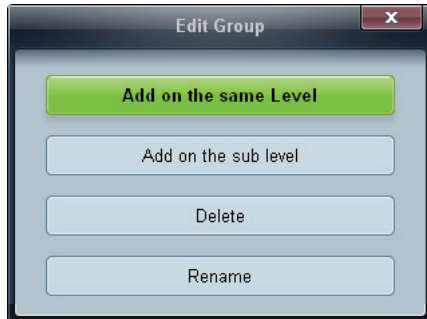 Edit Group
x
Add on the same Level
Add on the sub level
Delete
Rename